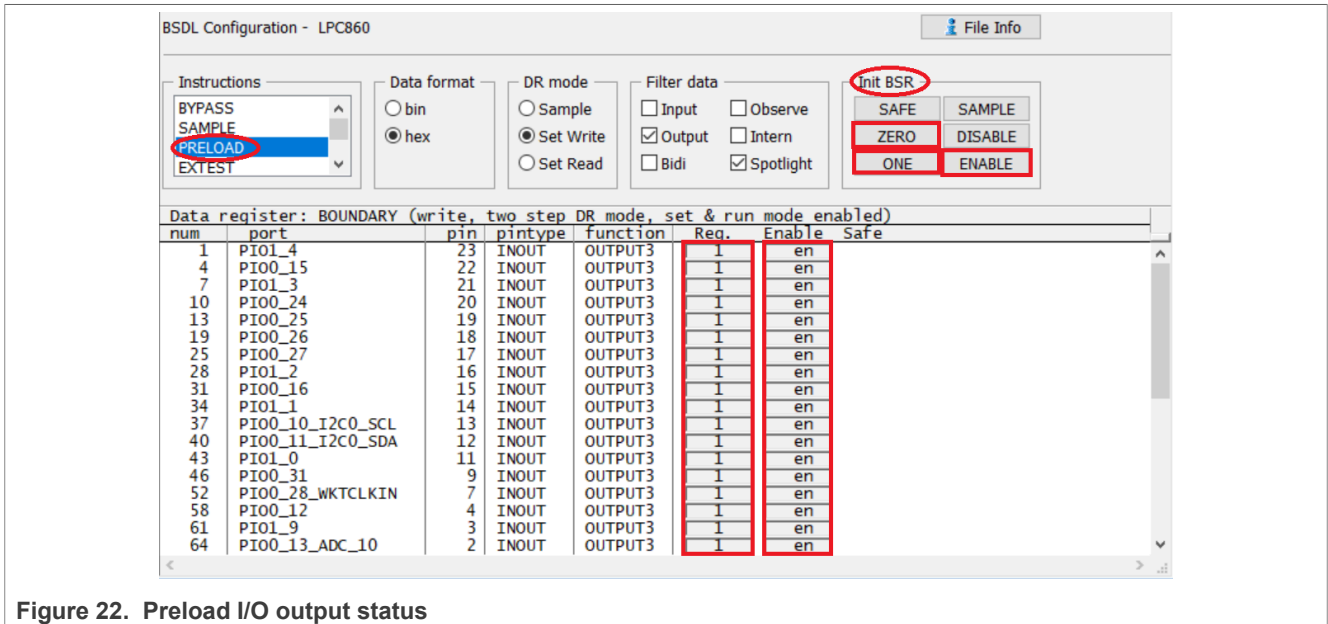 BSDL Configuration - LPC860 File Info
Instructions Data format DR mode Filter data Init BSR
BYPASS bin Sample Input Observe SAFE SAMPLE
SAMPLE
PRELOAD hex Set Write Output Intern ZERO DISABLE
EXTEST Set Read Bidi Spotlight ONE ENABLE
Data register: BOUNDARY (write, two step DR mode, set & run mode enabled)
num port pin pintype function Reg. Enable Safe
1 PIO1_4 23 INOUT OUTPUT3 1 en
4 PIO0_15 22 INOUT OUTPUT3 1 en
7 PIO1_3 21 INOUT OUTPUT3 1 en
10 PIO0_24 20 INOUT OUTPUT3 1 en
13 PIO0_25 19 INOUT OUTPUT3 1 en
19 PIO0_26 18 INOUT OUTPUT3 1 en
25 PIO0_27 17 INOUT OUTPUT3 1 en
28 PIO1_2 16 INOUT OUTPUT3 1 en
31 PIO0_16 15 INOUT OUTPUT3 1 en
34 PIO1_1 14 INOUT OUTPUT3 1 en
37 PIO0_10_I2C0_SCL 13 INOUT OUTPUT3 1 en
40 PIO0_11_I2C0_SDA 12 INOUT OUTPUT3 1 en
43 PIO1_0 11 INOUT OUTPUT3 1 en
46 PIO0_31 9 INOUT OUTPUT3 1 en
52 PIO0_28_WKTCLKIN 7 INOUT OUTPUT3 1 en
58 PIO0_12 4 INOUT OUTPUT3 1 en
61 PIO1_9 3 INOUT OUTPUT3 1 en
64 PIO0_13_ADC_10 2 INOUT OUTPUT3 1 en
Figure 22. Preload I/O output status